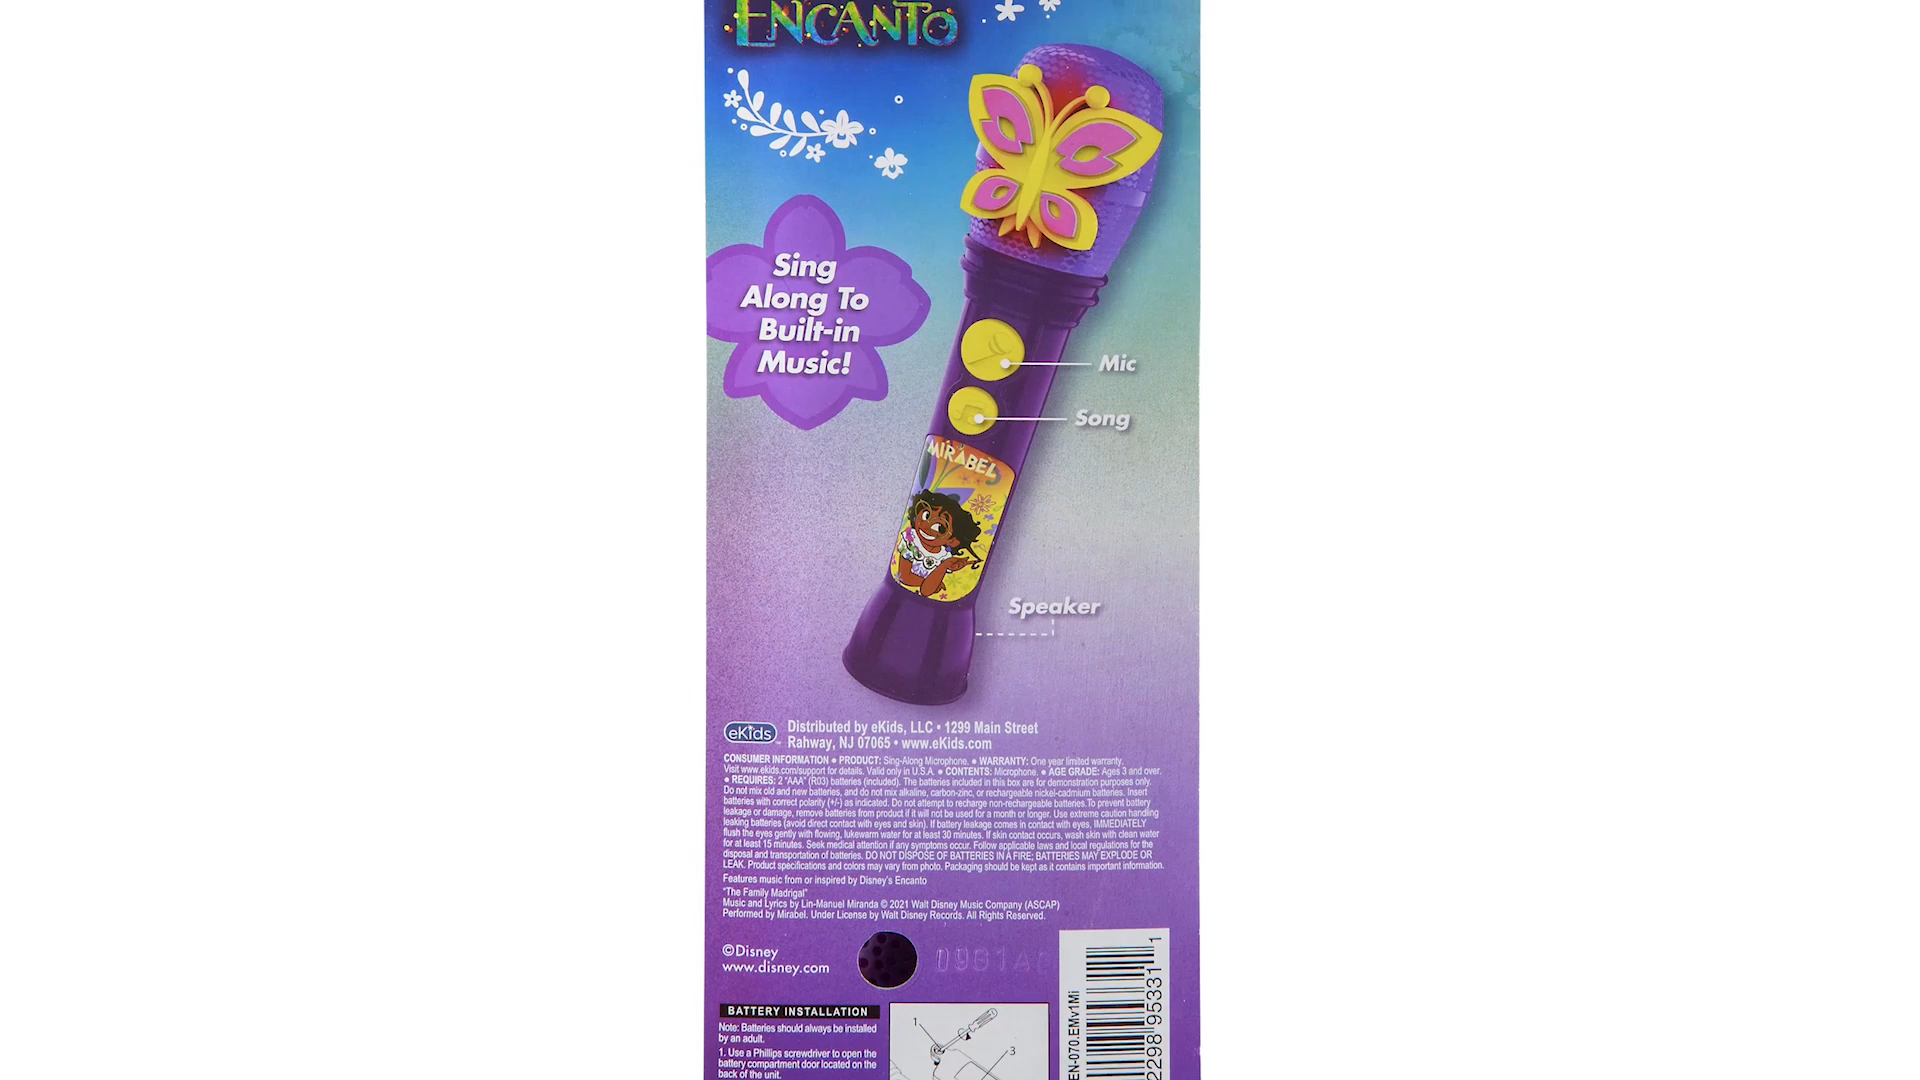 ENCANTO
Sing
Along To
Built-in
Music!
Mic
Song
MIRABEL
Speaker
eKids
Distributed by eKids, LLC • 1299 Main Street
Rahway, NJ 07065 • www.eKids.com
CONSUMER INFORMATION ● PRODUCT: Sing-Along Microphone. ● WARRANTY: One year limited warranty.
Visit www.ekids.com/support for details. Valid only in U.S.A. ● CONTENTS: Microphone. ● AGE GRADE: Ages 3 and over.
● REQUIRES: 2 "AAA" (R03) batteries (included). The batteries included in this box are for demonstration purposes only.
Do not mix old and new batteries, and do not mix alkaline, carbon-zinc, or rechargeable nickel-cadmium batteries. Insert
batteries with correct polarity (+/-) as indicated. Do not attempt to recharge non-rechargeable batteries.To prevent battery
leakage or damage, remove batteries from product if it will not be used for a month or longer. Use extreme caution handling
leaking batteries (avoid direct contact with eyes and skin). If battery leakage comes in contact with eyes, IMMEDIATELY
flush the eyes gently with flowing, lukewarm water for at least 30 minutes. If skin contact occurs, wash skin with clean water
for at least 15 minutes. Seek medical attention if any symptoms occur. Follow applicable laws and local regulations for the
disposal and transportation of batteries. DO NOT DISPOSE OF BATTERIES IN A FIRE; BATTERIES MAY EXPLODE OR
LEAK. Product specifications and colors may vary from photo. Packaging should be kept as it contains important information.
Features music from or inspired by Disney's Encanto
"The Family Madrigal"
Music and Lyrics by Lin-Manuel Miranda © 2021 Walt Disney Music Company (ASCAP)
Performed by Mirabel. Under License by Walt Disney Records. All Rights Reserved.
©Disney
www.disney.com
BATTERY INSTALLATION
Note: Batteries should always be installed
by an adult.
1. Use a Phillips screwdriver to open the
battery compartment door located on the
back of the unit.
1
3
EN-070.EMv1Mi
2298 95331 1